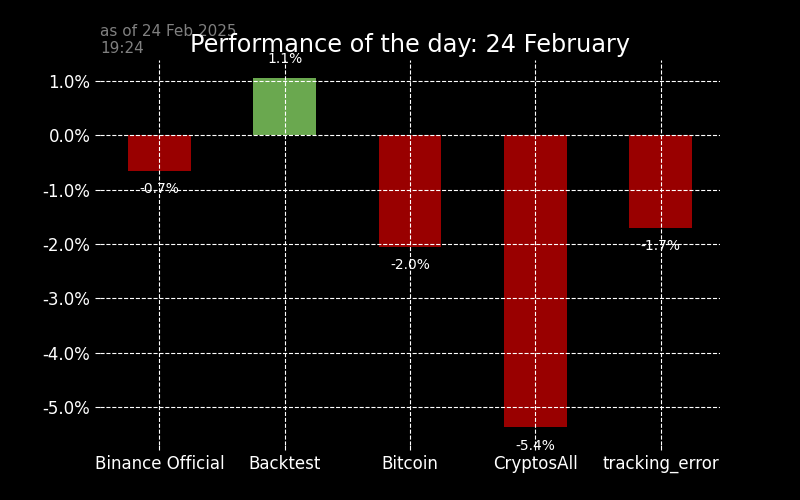 as of 24 Feb 2025
19:24
Performance of the day: 24 February
1.1%
1.0%
0.0%
-1.0%
-2.0%
-3.0%
-4.0%
-5.0%
-0.7%
-2.0%
-5.4%
-1.7%
Binance Official
Backtest
Bitcoin
CryptosAll
tracking_error